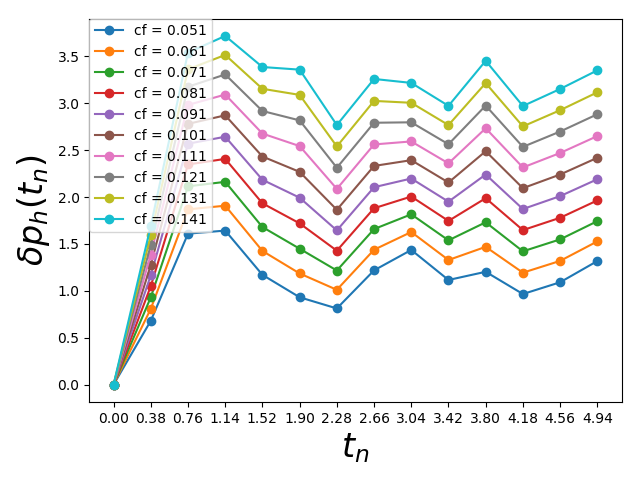 cf = 0.051
cf = 0.061
cf = 0.071
cf = 0.081
cf = 0.091
cf = 0.101
cf = 0.111
cf = 0.121
cf = 0.131
cf = 0.141
δpₕ(tₙ)
3.5
3.0
2.5
2.0
1.5
1.0
0.5
0.0
0.00 0.38 0.76 1.14 1.52 1.90 2.28 2.66 3.04 3.42 3.80 4.18 4.56 4.94
tₙ